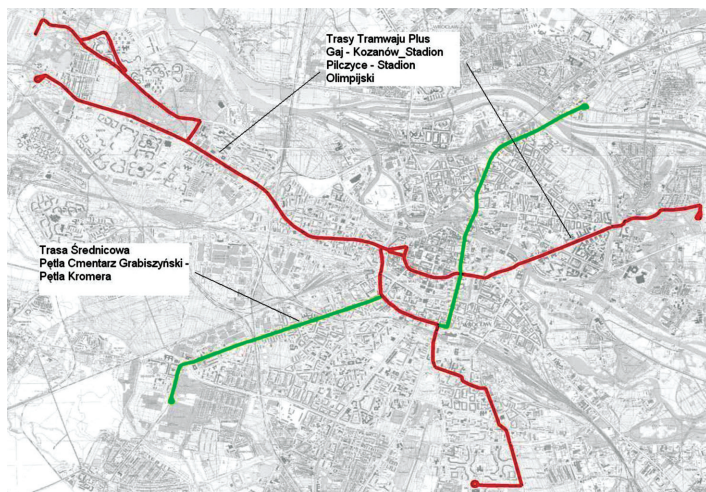 Trasy Tramwaju Plus
Gaj - Kozanów_Stadion
Pilczyce - Stadion
Olimpijski
Trasa Średnicowa
Pętla Cmentarz Grabiszyński -
Pętla Kromera